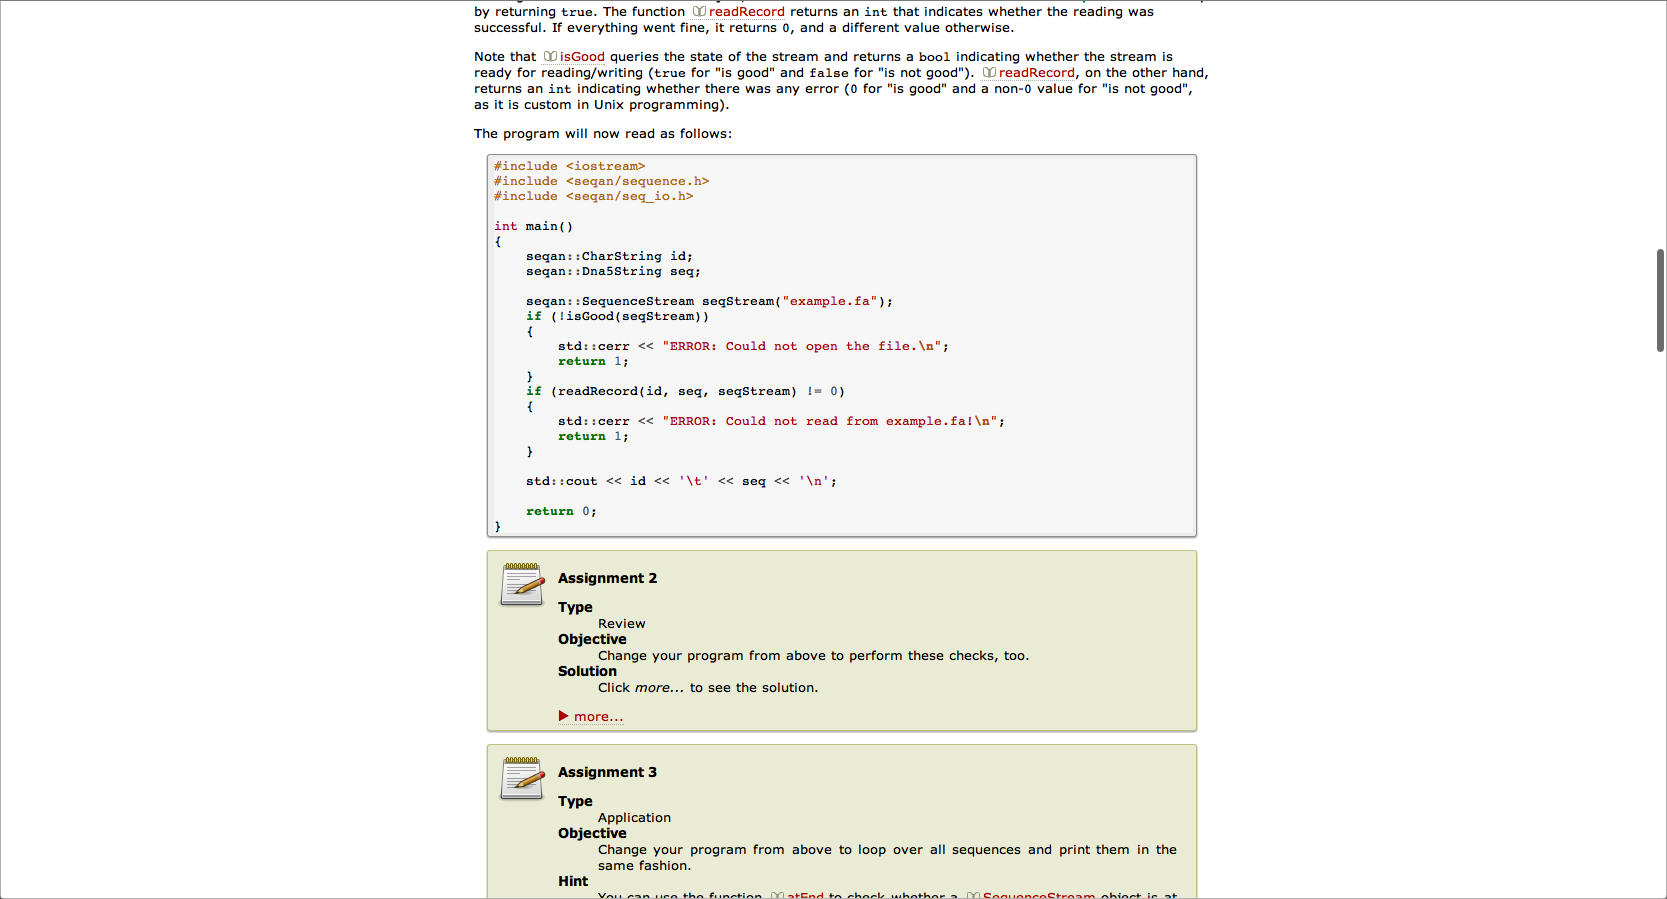 by returning true. The function readRecord returns an int that indicates whether the reading was
successful. If everything went fine, it returns 0, and a different value otherwise.
Note that isGood queries the state of the stream and returns a bool indicating whether the stream is
ready for reading/writing (true for "is good" and false for "is not good"). readRecord, on the other hand,
returns an int indicating whether there was any error (0 for "is good" and a non-0 value for "is not good",
as it is custom in Unix programming).
The program will now read as follows:
#include <iostream>
#include <seqan/sequence.h>
#include <seqan/seq_io.h>
int main()
{
    seqan::CharString id;
    seqan::Dna5String seq;
    seqan::SequenceStream seqStream("example.fa");
    if (!isGood(seqStream))
    {
        std::cerr << "ERROR: Could not open the file.\n";
        return 1;
    }
    if (readRecord(id, seq, seqStream) != 0)
    {
        std::cerr << "ERROR: Could not read from example.fa!\n";
        return 1;
    }
    std::cout << id << '\t' << seq << '\n';
    return 0;
}
Assignment 2
Type
Review
Objective
Change your program from above to perform these checks, too.
Solution
Click more... to see the solution.
more...
Assignment 3
Type
Application
Objective
Change your program from above to loop over all sequences and print them in the
same fashion.
Hint
You can use the function atEnd to check whether a SequenceStream object is at